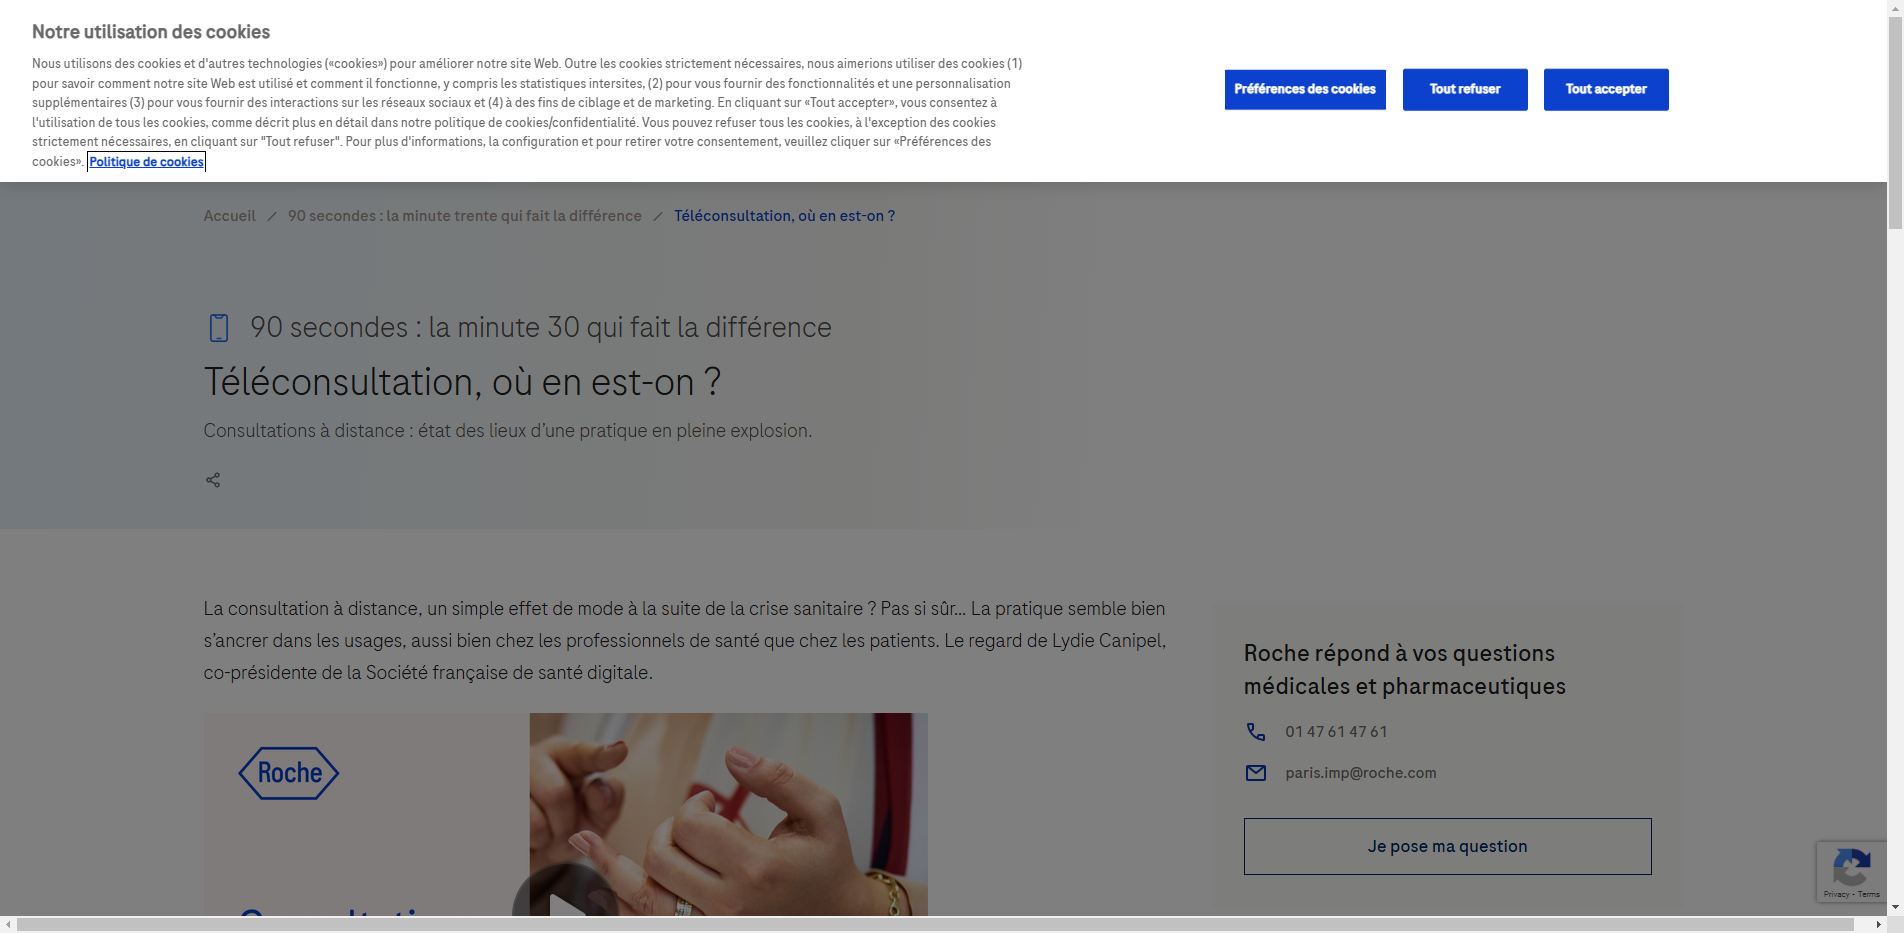 Notre utilisation des cookies
Nous utilisons des cookies et d'autres technologies («cookies») pour améliorer notre site Web. Outre les cookies strictement nécessaires, nous aimerions utiliser des cookies (1)
pour savoir comment notre site Web est utilisé et comment il fonctionne, y compris les statistiques intersites, (2) pour vous fournir des fonctionnalités et une personnalisation
supplémentaires (3) pour vous fournir des interactions sur les réseaux sociaux et (4) à des fins de ciblage et de marketing. En cliquant sur «Tout accepter», vous consentez à
l'utilisation de tous les cookies, comme décrit plus en détail dans notre politique de cookies/confidentialité. Vous pouvez refuser tous les cookies, à l'exception des cookies
strictement nécessaires, en cliquant sur "Tout refuser". Pour plus d'informations, la configuration et pour retirer votre consentement, veuillez cliquer sur «Préférences des
cookies». Politique de cookies
Préférences des cookies
Tout refuser
Tout accepter
Accueil / 90 secondes : la minute trente qui fait la différence / Téléconsultation, où en est-on ?
90 secondes : la minute 30 qui fait la différence
Téléconsultation, où en est-on ?
Consultations à distance : état des lieux d’une pratique en pleine explosion.
La consultation à distance, un simple effet de mode à la suite de la crise sanitaire ? Pas si sûr... La pratique semble bien
s’ancrer dans les usages, aussi bien chez les professionnels de santé que chez les patients. Le regard de Lydie Canipel,
co-présidente de la Société française de santé digitale.
Roche
Roche répond à vos questions
médicales et pharmaceutiques
01 47 61 47 61
paris.imp@roche.com
Je pose ma question
Privacy - Terms